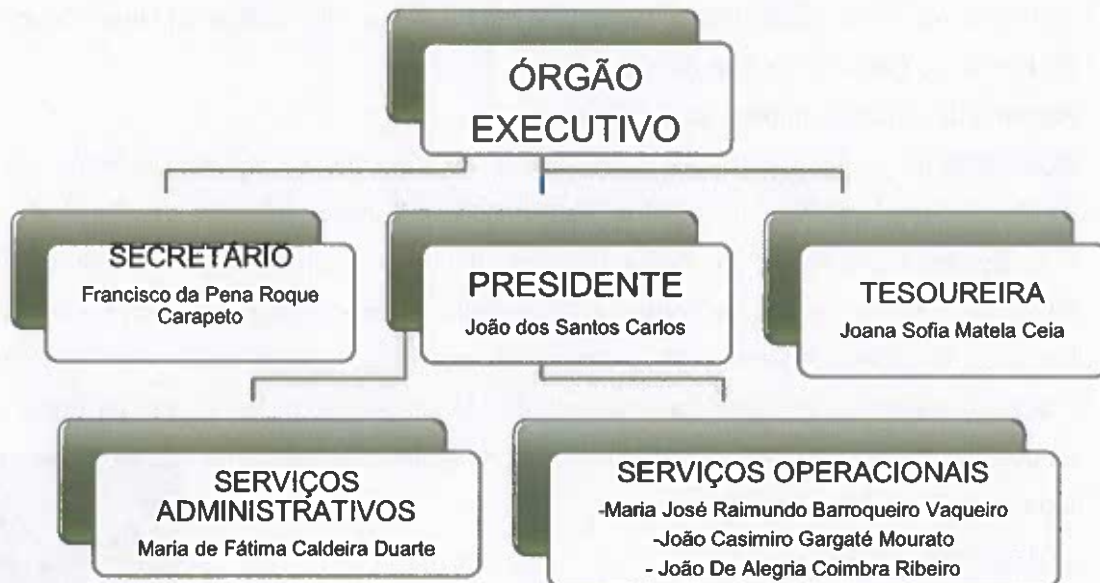 ÓRGÃO
EXECUTIVO
SECRETÁRIO
Francisco da Pena Roque
Carapeto
PRESIDENTE
João dos Santos Carlos
TESOUREIRA
Joana Sofia Matela Ceia
SERVIÇOS
ADMINISTRATIVOS
Maria de Fátima Caldeira Duarte
SERVIÇOS OPERACIONAIS
-Maria José Raimundo Barroqueiro Vaqueiro
-João Casimiro Gargaté Mourato
- João De Alegria Coimbra Ribeiro